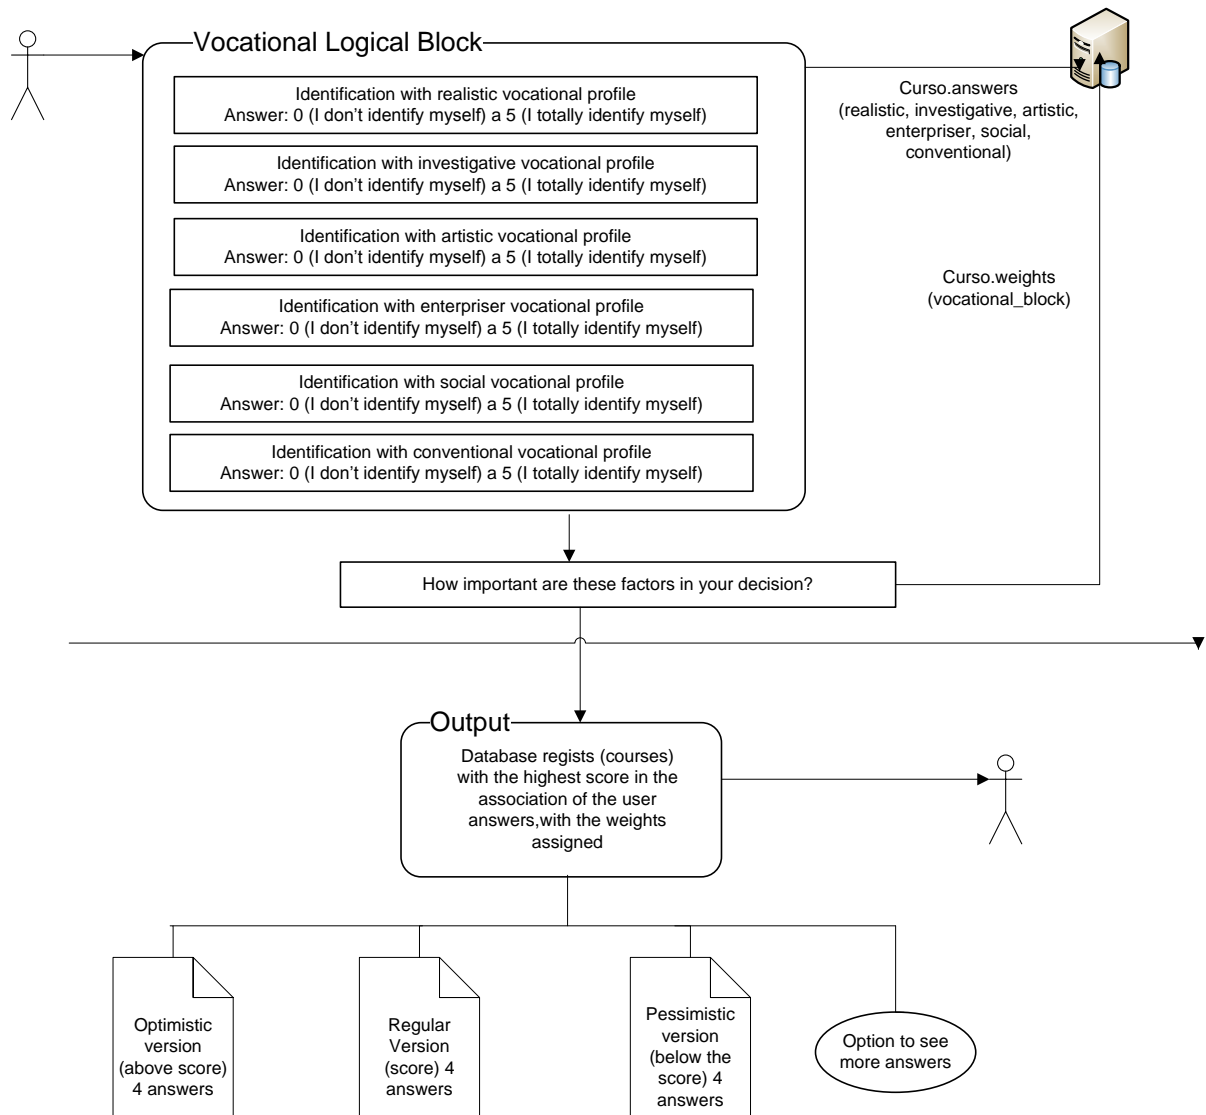 Vocational Logical Block
Identification with realistic vocational profile
Answer: 0 (I don't identify myself) a 5 (I totally identify myself)
Identification with investigative vocational profile
Answer: 0 (I don't identify myself) a 5 (I totally identify myself)
Identification with artistic vocational profile
Answer: 0 (I don't identify myself) a 5 (I totally identify myself)
Identification with enterpriser vocational profile
Answer: 0 (I don't identify myself) a 5 (I totally identify myself)
Identification with social vocational profile
Answer: 0 (I don't identify myself) a 5 (I totally identify myself)
Identification with conventional vocational profile
Answer: 0 (I don't identify myself) a 5 (I totally identify myself)
Curso.answers
(realistic, investigative, artistic,
enterpriser, social,
conventional)
Curso.weights
(vocational_block)
How important are these factors in your decision?
Output
Database regists (courses)
with the highest score in the
association of the user
answers,with the weights
assigned
Optimistic
version
(above score)
4 answers
Regular
Version
(score) 4
answers
Pessimistic
version
(below the
score) 4
answers
Option to see
more answers